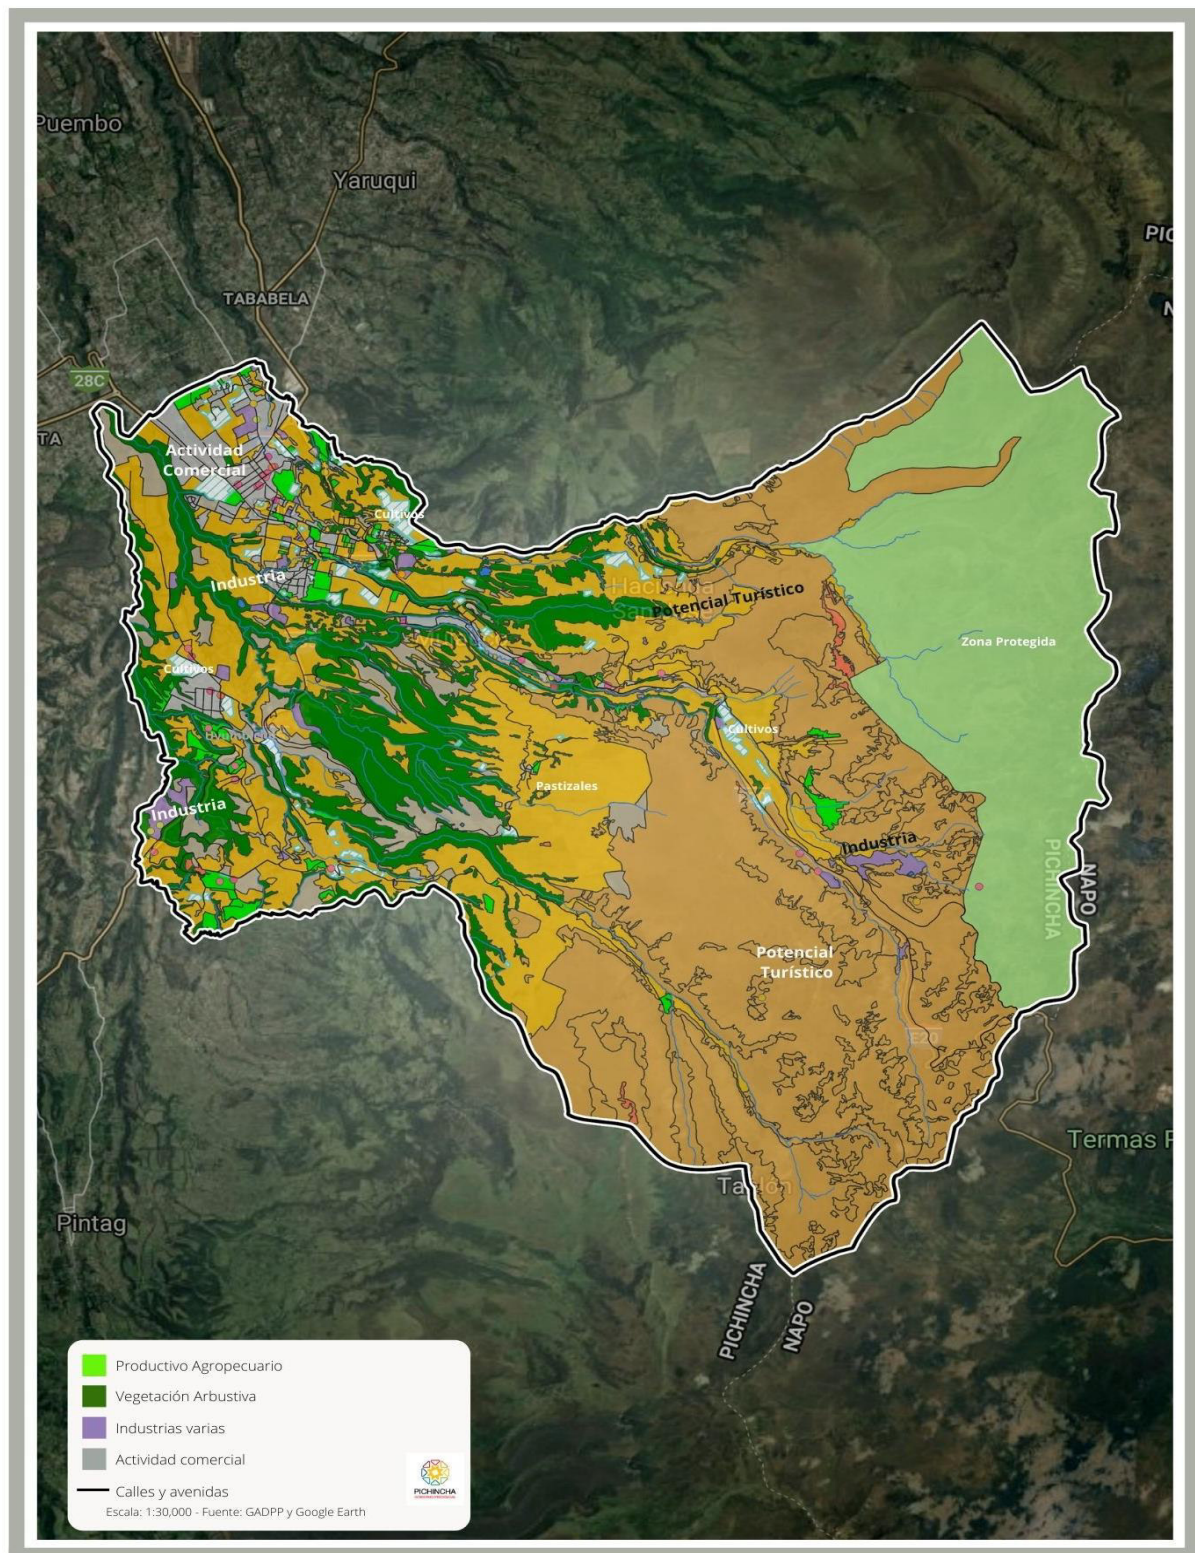 Puembo
Yaruqui
PIC
TABABELA
N
28C
TA
Actividad
Comercial
Cultivos
Industria
Hacienda
Potencial Turístico
Zona Protegida
Cultivos
Cultivos
Pastizales
Industria
Industria
PICHINCHA
NAPO
Potencial
Turístico
E20
Termas P
Pintag
PICHINCHA
NAPO
Productivo Agropecuario
Vegetación Arbustiva
Industrias varias
Actividad comercial
Calles y avenidas
PICHINCHA
Escala: 1:30,000 - Fuente: GADPP y Google Earth